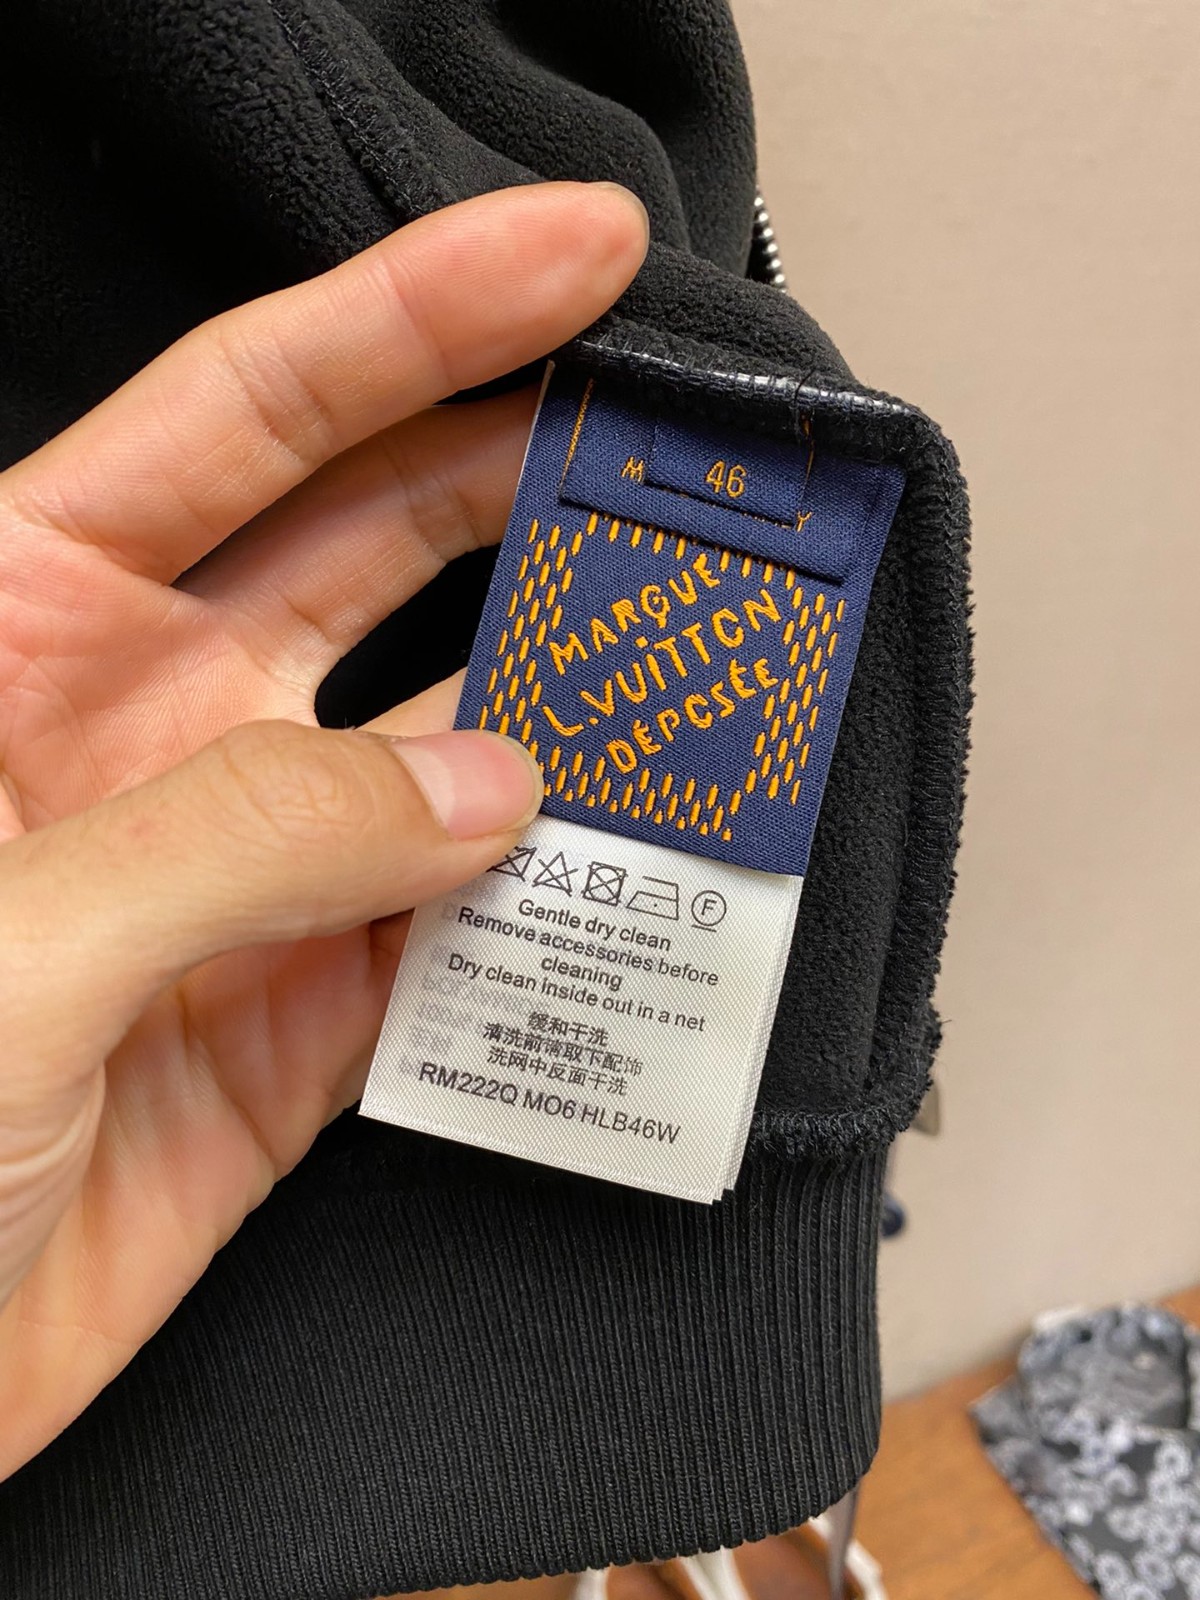 M
46
Y
MARQUE
L.VUITTON
DÉPOSÉE
F
Gentle dry clean
Remove accessories before
cleaning
Dry clean inside out in a net
缓和干洗
清洗前请取下配饰
洗网中反面干洗
RM222Q MO6 HLB46W